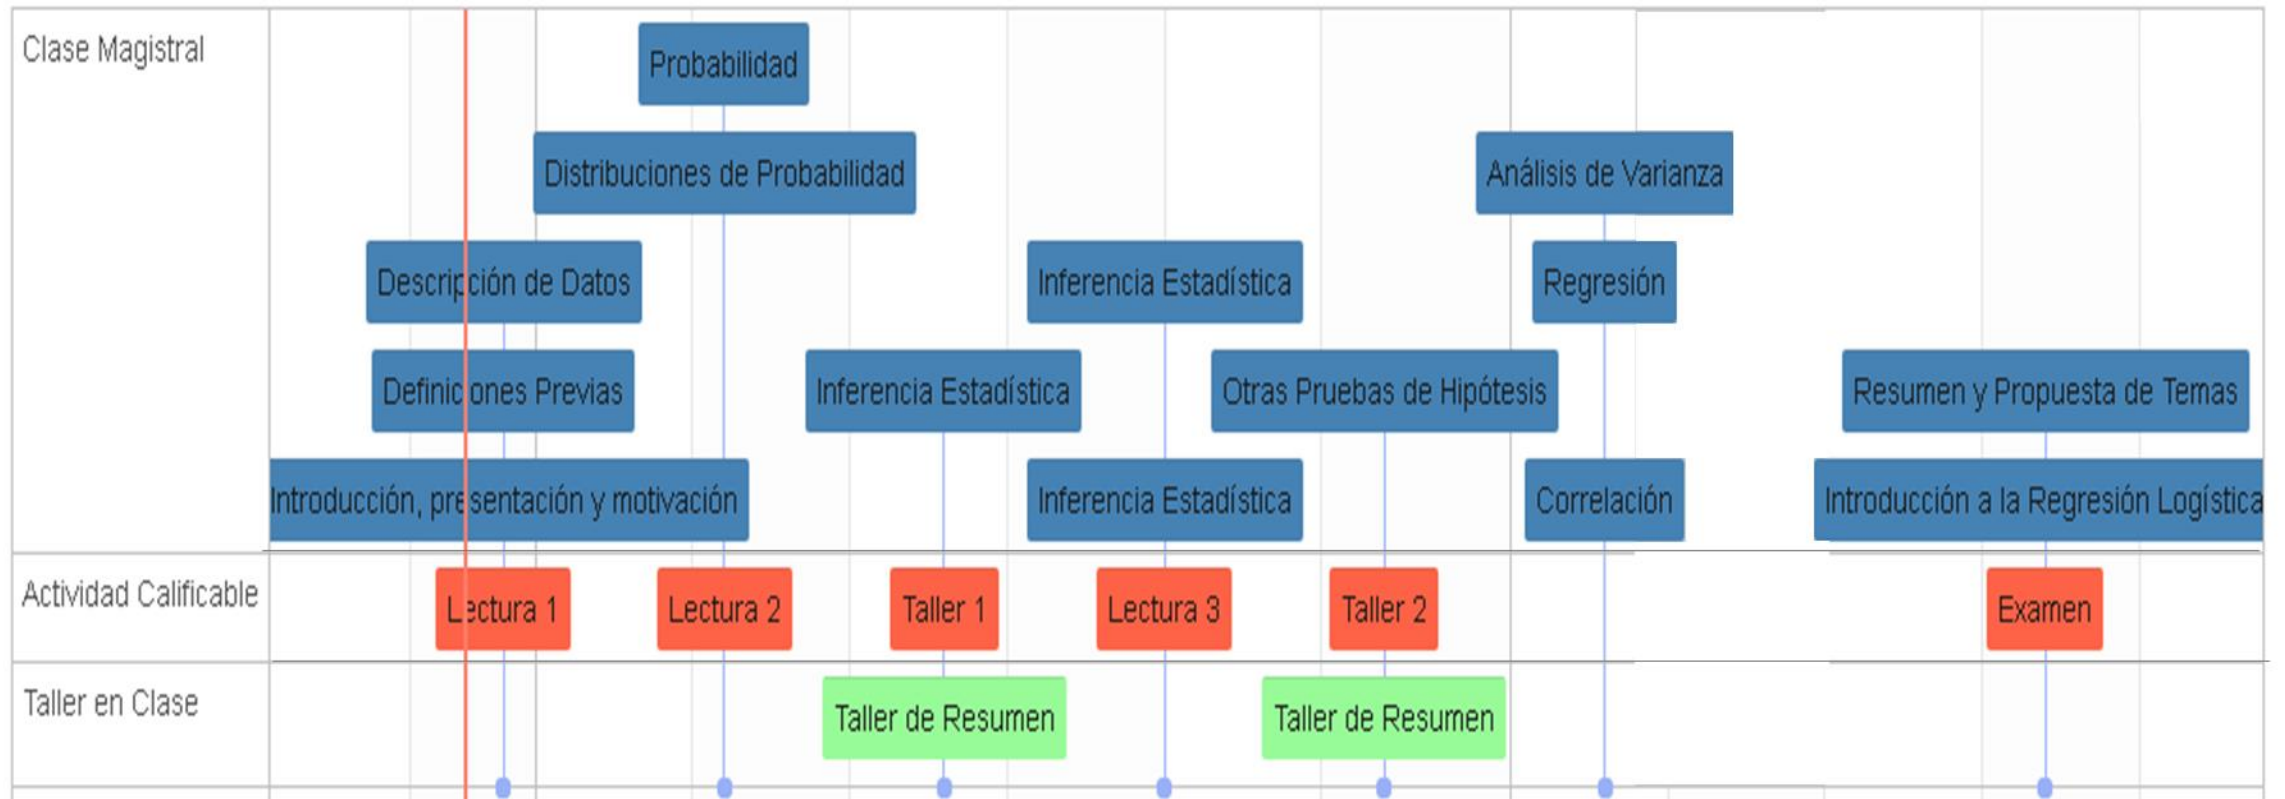 Clase Magistral
Probabilidad
Distribuciones de Probabilidad
Análisis de Varianza
Descripción de Datos
Inferencia Estadística
Regresión
Definiciones Previas
Inferencia Estadística
Otras Pruebas de Hipótesis
Resumen y Propuesta de Temas
Introducción, presentación y motivación
Inferencia Estadística
Correlación
Introducción a la Regresión Logística
Actividad Calificable
Lectura 1
Lectura 2
Taller 1
Lectura 3
Taller 2
Examen
Taller en Clase
Taller de Resumen
Taller de Resumen